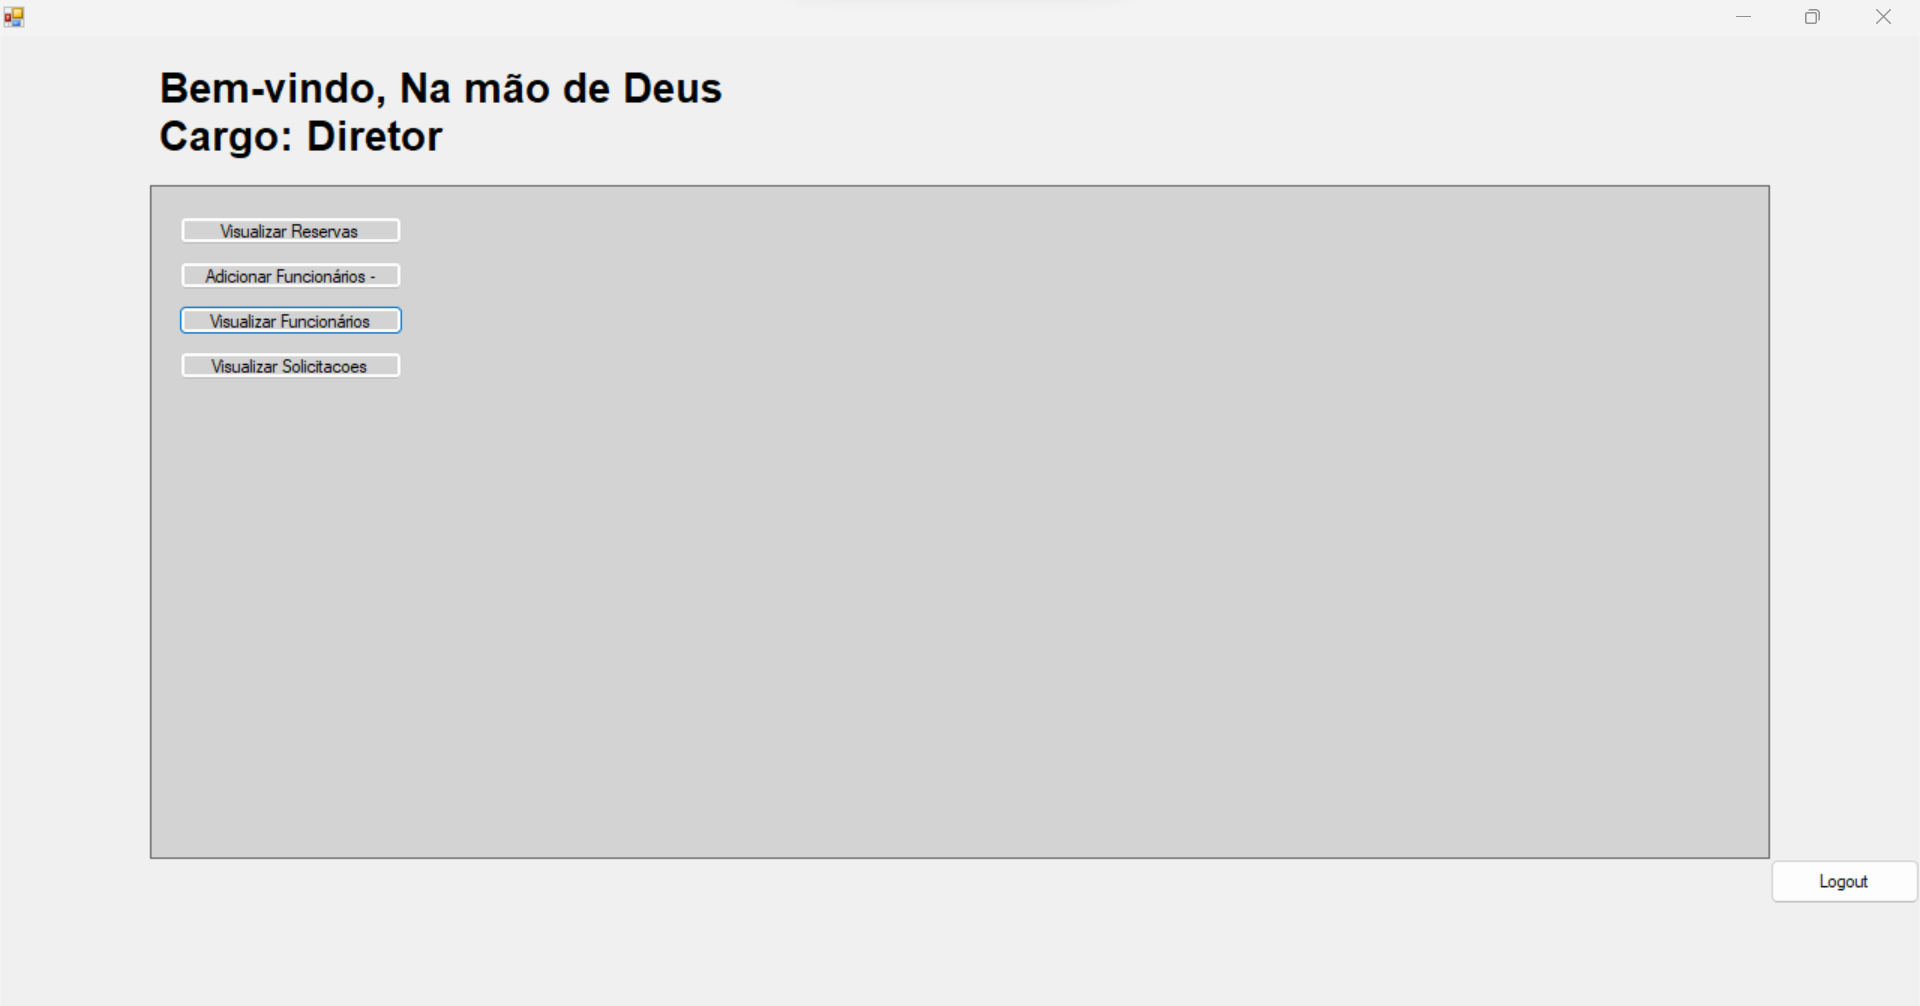 Bem-vindo, Na mão de Deus
Cargo: Diretor
Visualizar Reservas
Adicionar Funcionários -
Visualizar Funcionários
Visualizar Solicitacoes
Logout